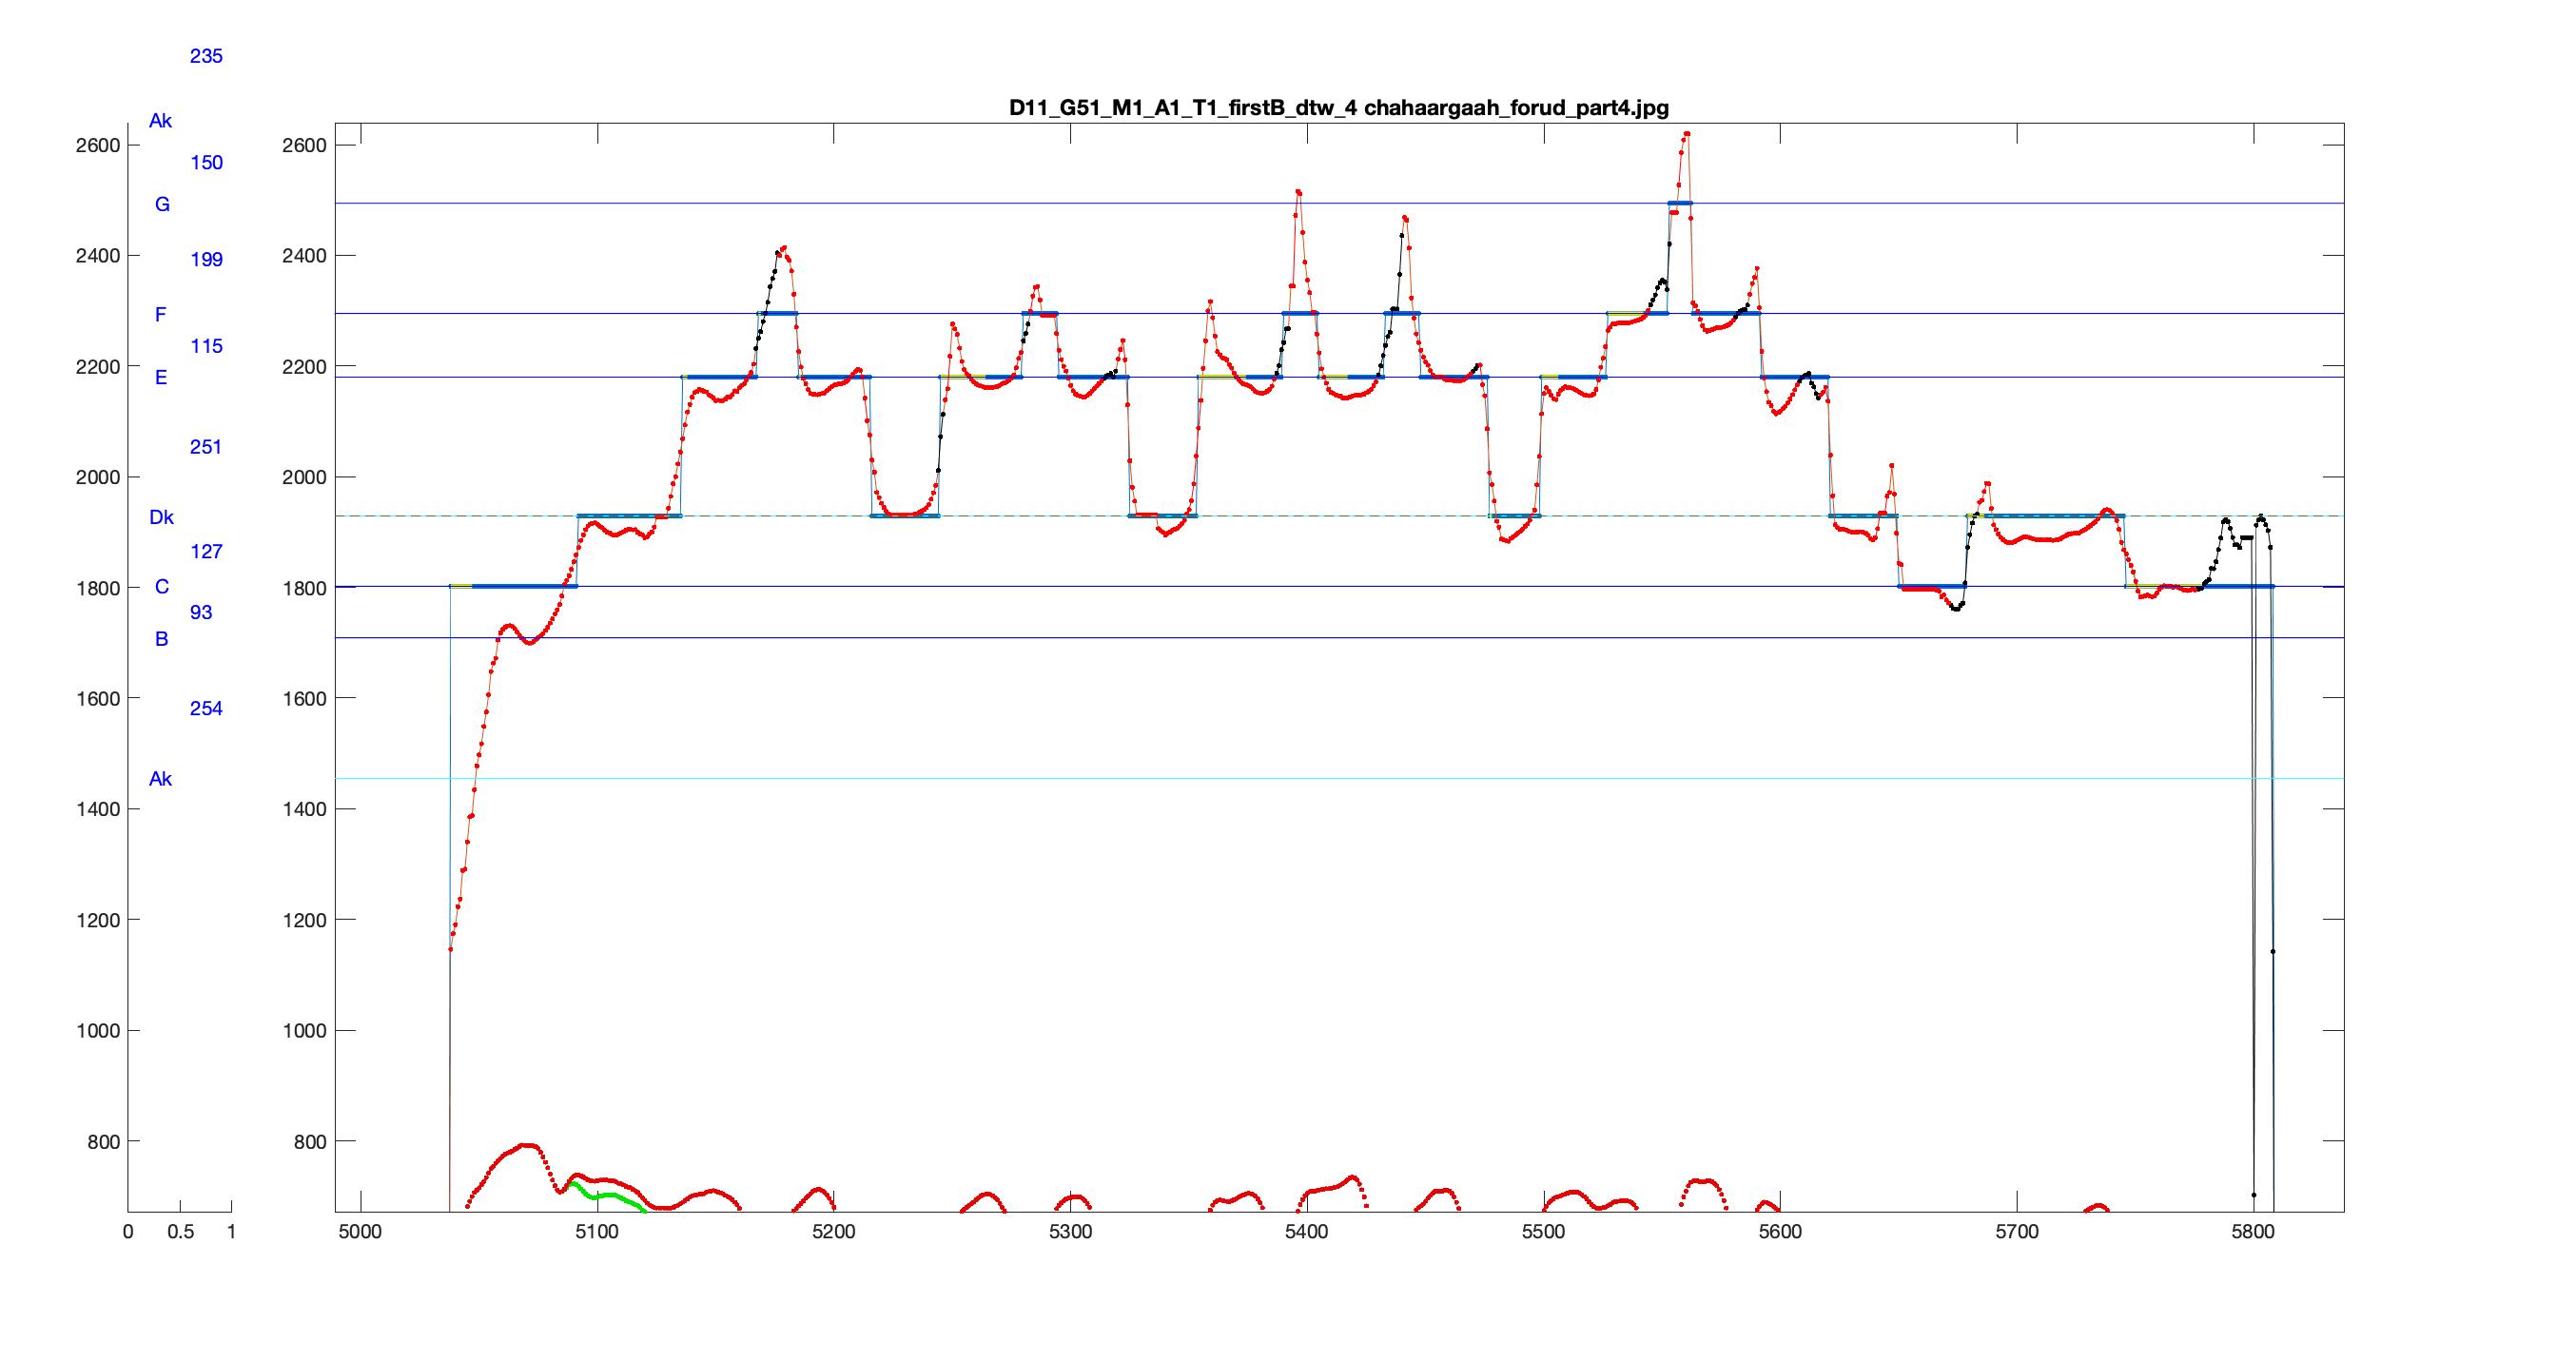 235
D11_G51_M1_A1_T1_firstB_dtw_4 chahaargaah_forud_part4.jpg
Ak
2600 2600
150
G
199
2400 2400
F
115
2200 2200
E
251
2000 2000
Dk
127
1800 C 1800
93
B
1600 1600
254
Ak
1400 1400
1200 1200
1000 1000
800 800
0 0.5 1 5000 5100 5200 5300 5400 5500 5600 5700 5800